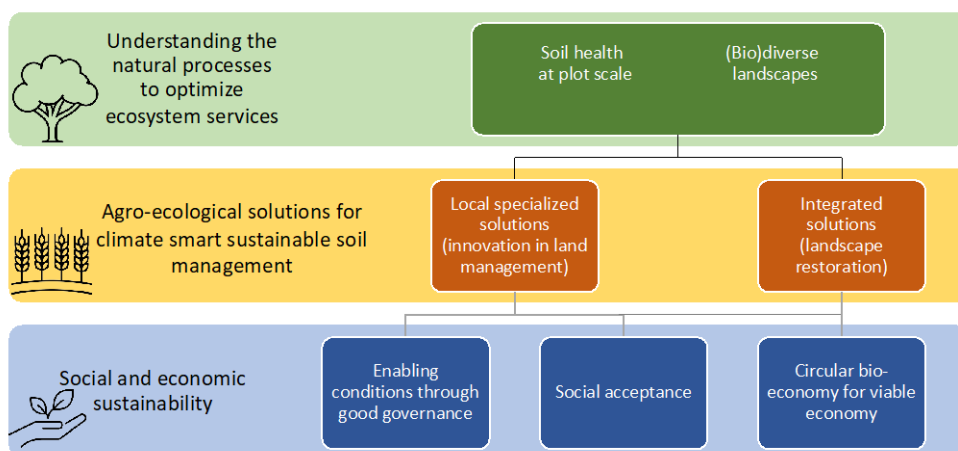 Understanding the
natural processes
to optimize
ecosystem services
Soil health
at plot scale
(Bio)diverse
landscapes
Agro-ecological solutions for
climate smart sustainable soil
management
Local specialized
solutions
(innovation in land
management)
Integrated
solutions
(landscape
restoration)
Social and economic
sustainability
Enabling
conditions through
good governance
Social acceptance
Circular bio-
economy for viable
economy